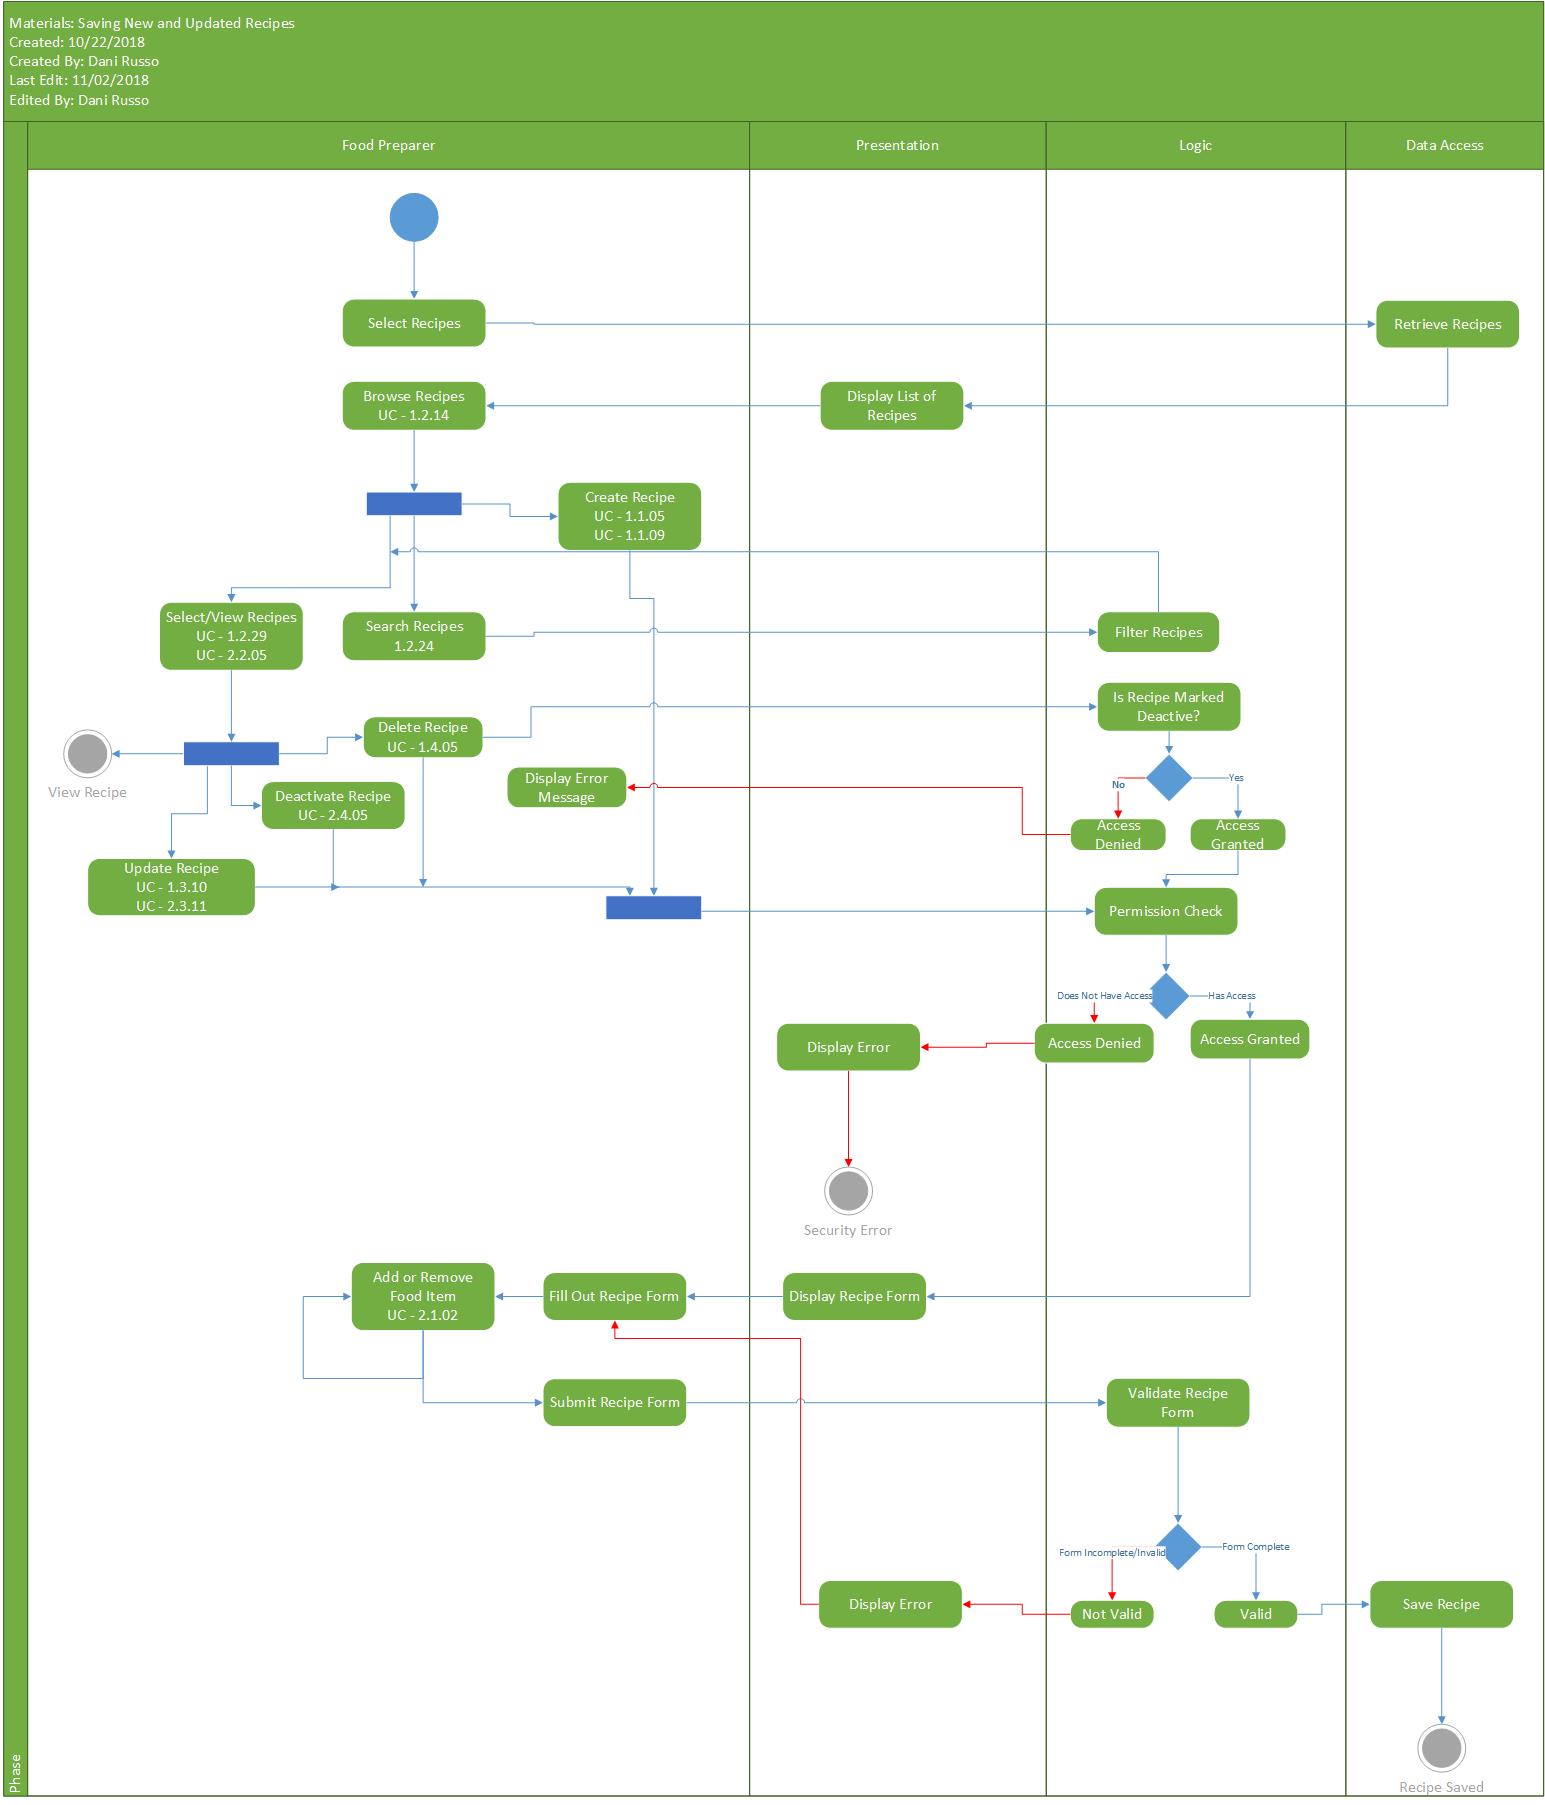 Materials: Saving New and Updated Recipes
Created: 10/22/2018
Created By: Dani Russo
Last Edit: 11/02/2018
Edited By: Dani Russo
Food Preparer
Presentation
Logic
Data Access
Select Recipes
Retrieve Recipes
Browse Recipes
UC - 1.2.14
Display List of
Recipes
Create Recipe
UC - 1.1.05
UC - 1.1.09
Select/View Recipes
UC - 1.2.29
UC - 2.2.05
Search Recipes
1.2.24
Filter Recipes
Is Recipe Marked
Deactive?
Delete Recipe
UC - 1.4.05
View Recipe
Display Error
Message
No
Yes
Deactivate Recipe
UC - 2.4.05
Access
Denied
Access
Granted
Update Recipe
UC - 1.3.10
UC - 2.3.11
Permission Check
Does Not Have Access
Has Access
Display Error
Access Denied
Access Granted
Security Error
Add or Remove
Food Item
UC - 2.1.02
Fill Out Recipe Form
Display Recipe Form
Submit Recipe Form
Validate Recipe
Form
Form Incomplete/Invalid
Form Complete
Display Error
Not Valid
Valid
Save Recipe
Phase
Recipe Saved